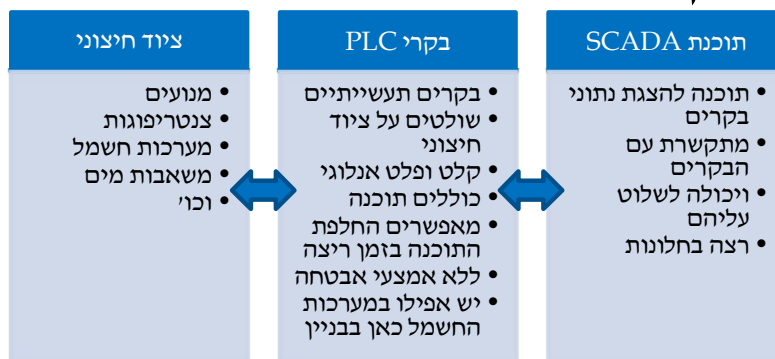 תוכנת SCADA
• תוכנה להצגת נתוני
בקרים
• מתקשרת עם
הבקרים
• ויכולה לשלוט
עליהם
• רצה בחלונות
בקרי PLC
• בקרים תעשייתיים
• שולטים על ציוד
חיצוני
• קלט ופלט אנלוגי
• כוללים תוכנה
• מאפשרים החלפת
התוכנה בזמן ריצה
• ללא אמצעי אבטחה
• יש אפילו במערכות
החשמל כאן בבניין
ציוד חיצוני
• מנועים
• צנטריפוגות
• מערכות חשמל
• משאבות מים
• וכו'